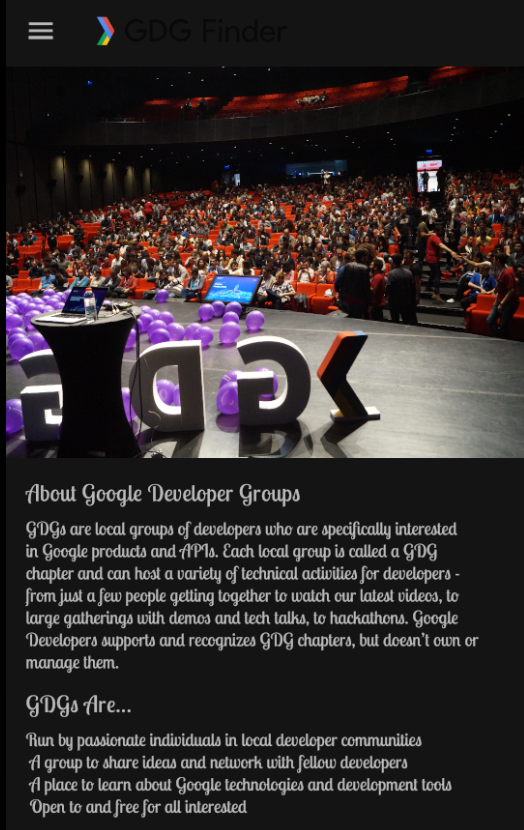 GDG Finder
GDG
About Google Developer Groups
GDGs are local groups of developers who are specifically interested
in Google products and APIs. Each local group is called a GDG
chapter and can host a variety of technical activities for developers -
from just a few people getting together to watch our latest videos, to
large gatherings with demos and tech talks, to hackathons. Google
Developers supports and recognizes GDG chapters, but doesn't own or
manage them.
GDGs Are...
Run by passionate individuals in local developer communities
A group to share ideas and network with fellow developers
A place to learn about Google technologies and development tools
Open to and free for all interested